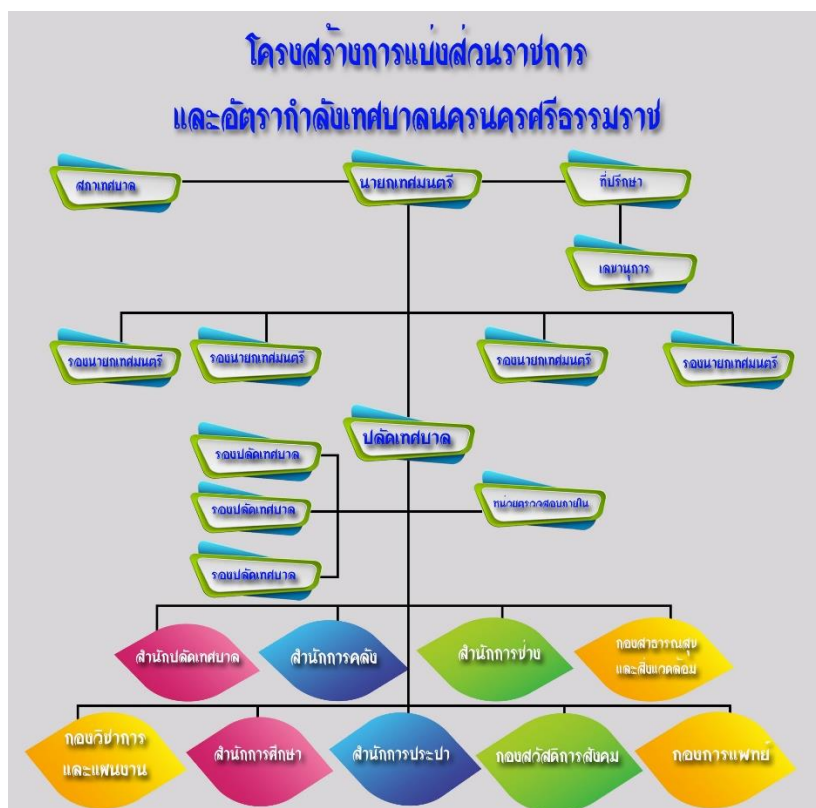 โครงสร้างการแบ่งส่วนราชการ
และอัตรากำลังเทศบาลนครนครศรีธรรมราช
สภาเทศบาล
นายกเทศมนตรี
ที่ปรึกษา
เลขานุการ
รองนายกเทศมนตรี
รองนายกเทศมนตรี
รองนายกเทศมนตรี
รองนายกเทศมนตรี
ปลัดเทศบาล
รองปลัดเทศบาล
รองปลัดเทศบาล
หน่วยตรวจสอบภายใน
รองปลัดเทศบาล
สำนักปลัดเทศบาล
สำนักการคลัง
สำนักการช่าง
กองสาธารณสุข
และสิ่งแวดล้อม
กองวิชาการ
และแผนงาน
สำนักการศึกษา
สำนักการประปา
กองสวัสดิการสังคม
กองการแพทย์